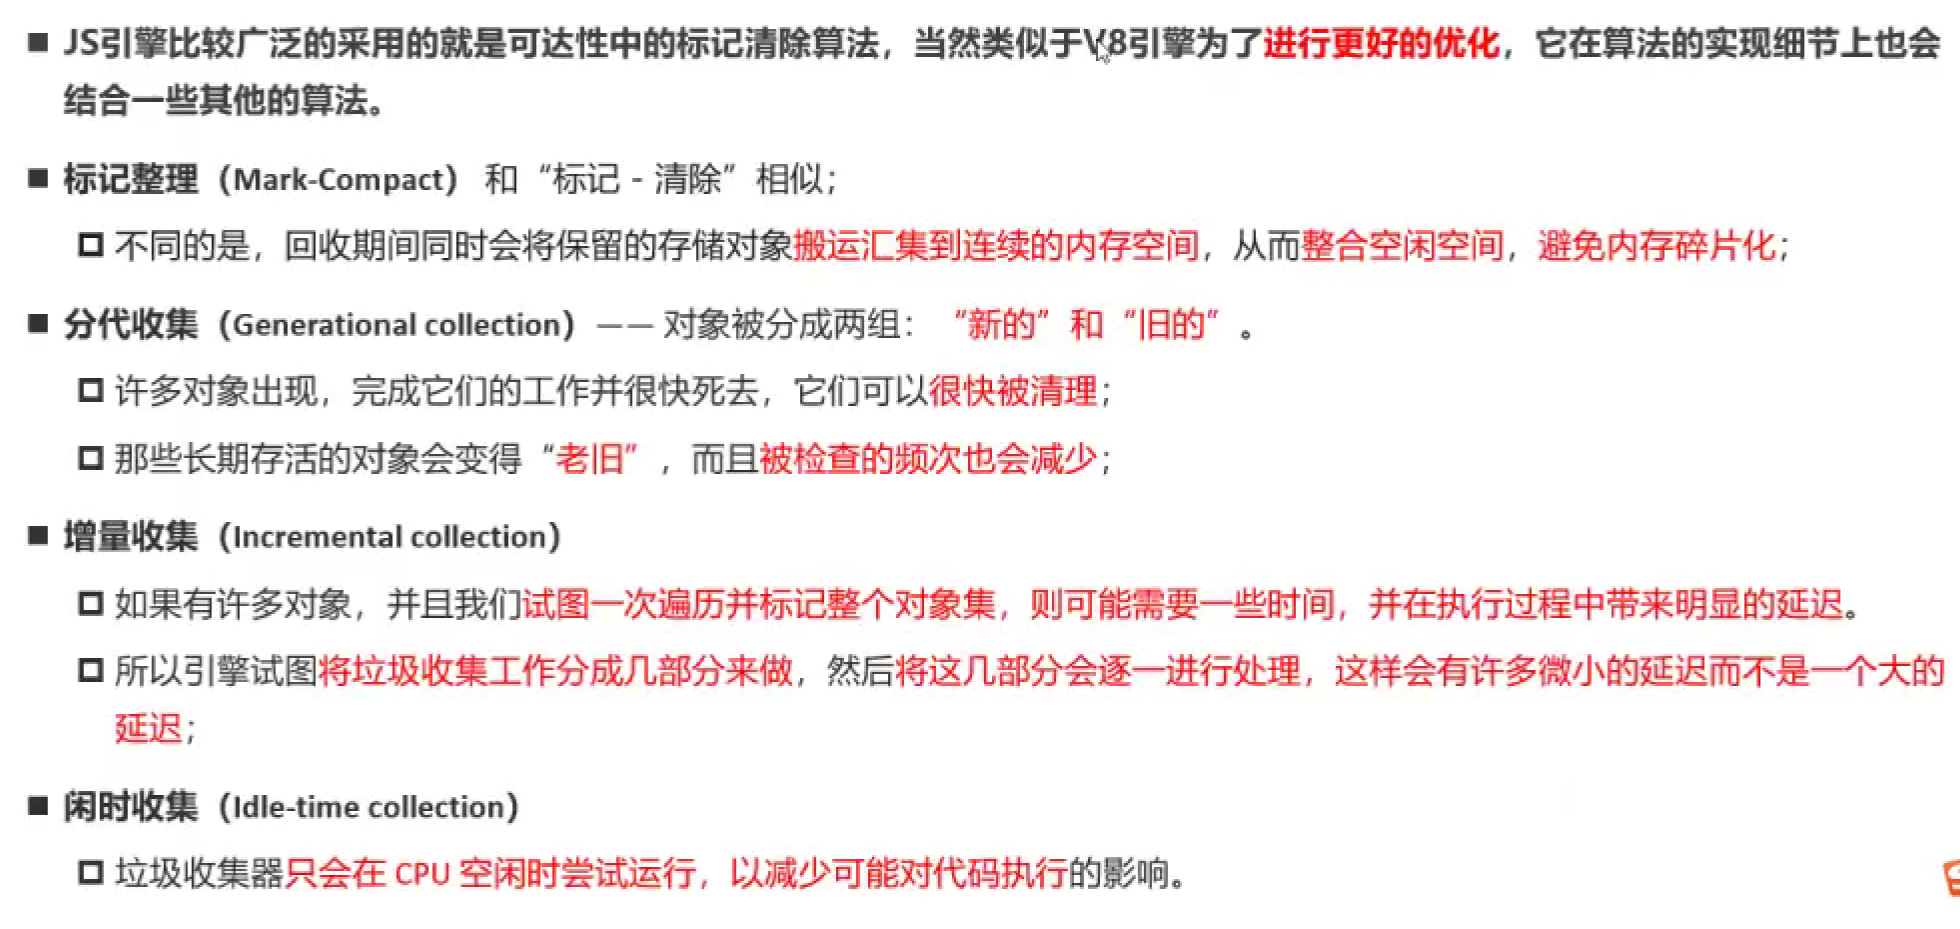 ■ JS引擎比较广泛的采用的就是可达性中的标记清除算法，当然类似于V8引擎为了进行更好的优化，它在算法的实现细节上也会
结合一些其他的算法。
■ 标记整理（Mark-Compact） 和“标记 - 清除”相似；
□ 不同的是，回收期间同时会将保留的存储对象搬运汇集到连续的内存空间，从而整合空闲空间，避免内存碎片化；
■ 分代收集（Generational collection）—— 对象被分成两组：“新的”和“旧的”。
□ 许多对象出现，完成它们的工作并很快死去，它们可以很快被清理；
□ 那些长期存活的对象会变得“老�”，而且被检查的频次也会减少；
■ 增量收集（Incremental collection）
□ 如果有许多对象，并且我们试图一次遍历并标记整个对象集，则可能需要一些时间，并在执行过程中带来明显的延迟。
□ 所以引擎试图将垃圾收集工作分成几部分来做，然后将这几部分会逐一进行处理，这样会有许多微小的延迟而不是一个大的
延迟；
■ 闲时收集（Idle-time collection）
□ 垃圾收集器只会在 CPU 空闲时尝试运行，以减少可能对代码执行的影响。